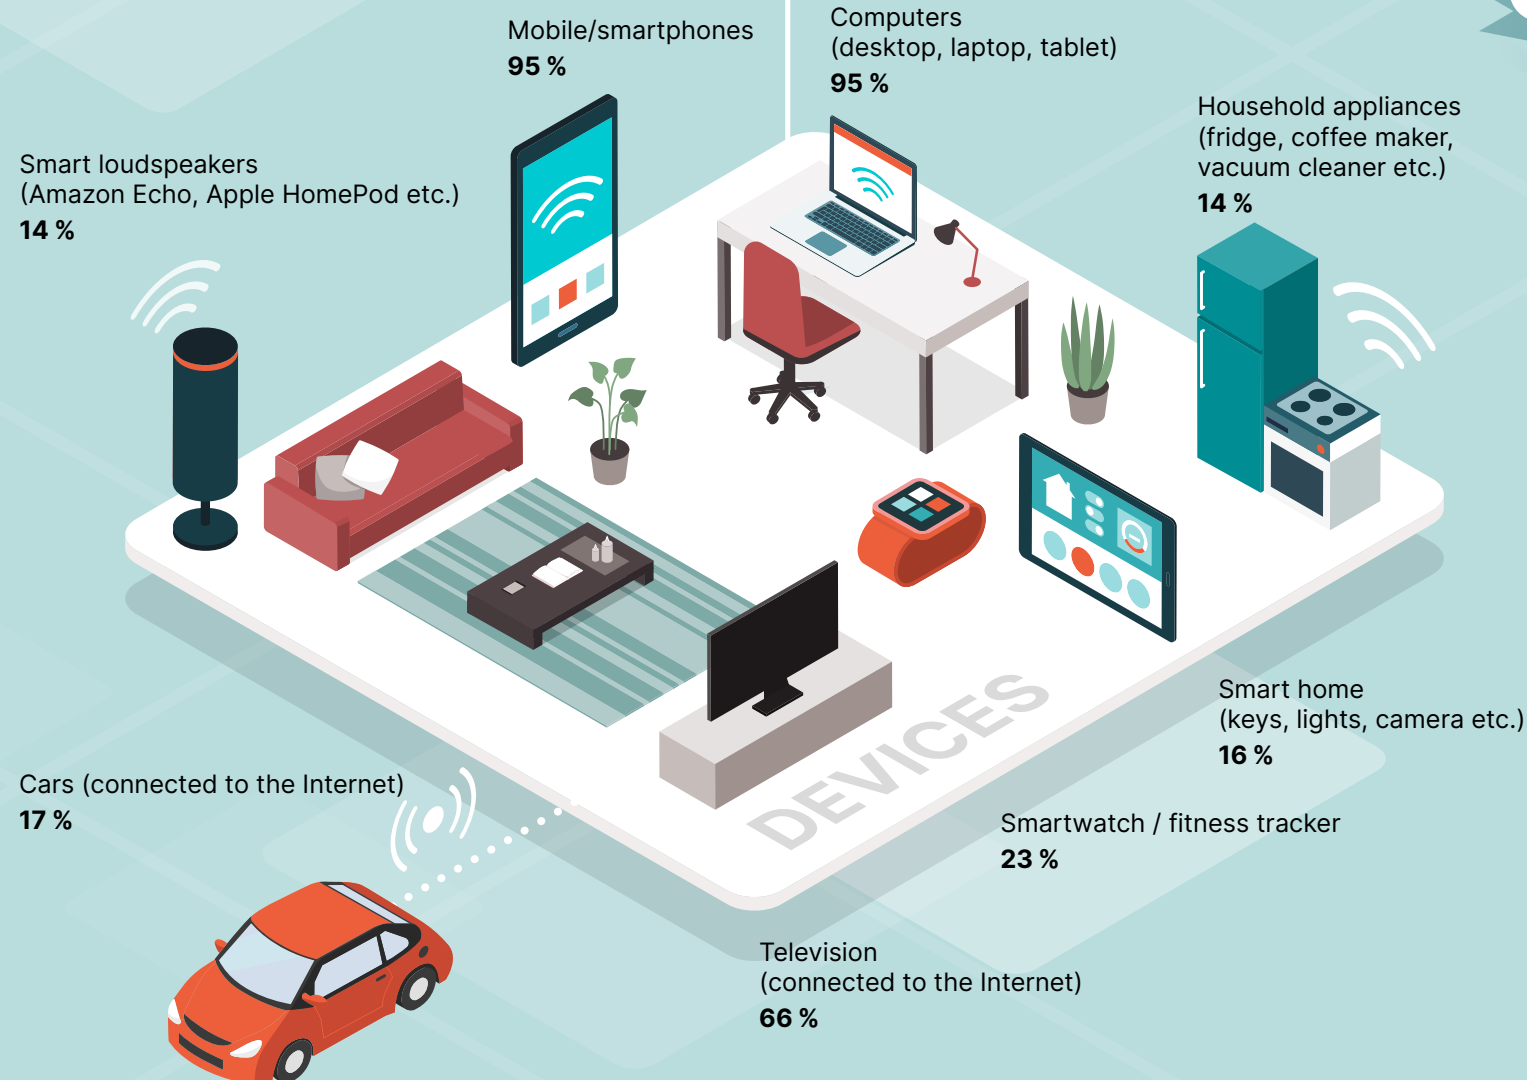 Mobile/smartphones
95 %
Computers
(desktop, laptop, tablet)
95 %
Household appliances
(fridge, coffee maker,
vacuum cleaner etc.)
14 %
Smart loudspeakers
(Amazon Echo, Apple HomePod etc.)
14 %
Smart home
(keys, lights, camera etc.)
16 %
DEVICES
Cars (connected to the Internet)
17 %
Smartwatch / fitness tracker
23 %
Television
(connected to the Internet)
66 %